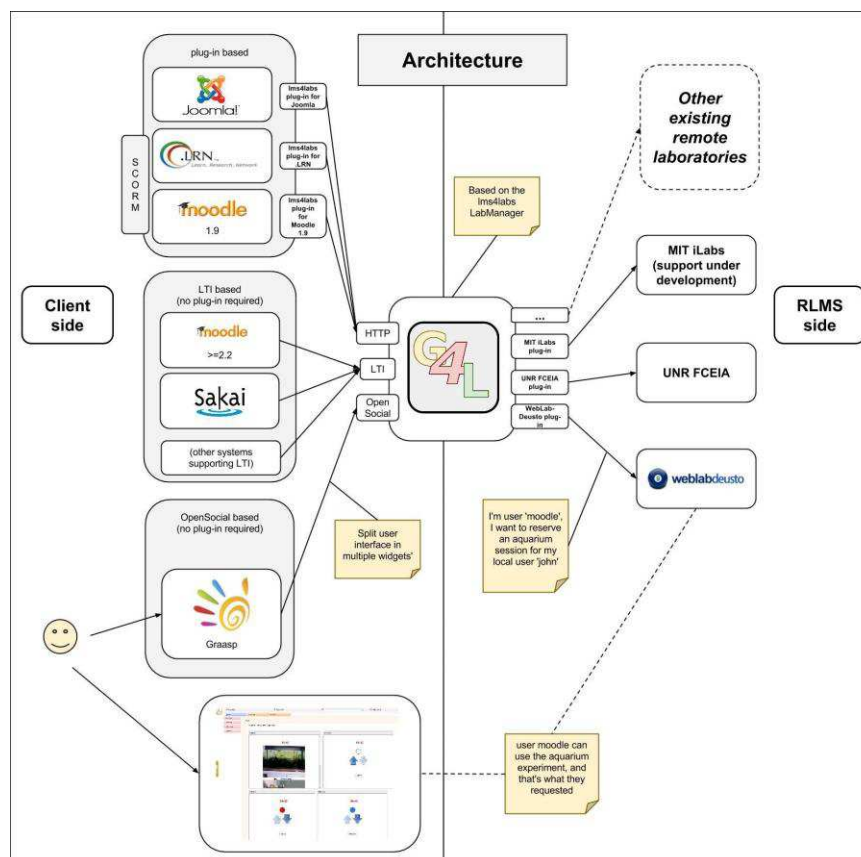 Architecture
plug-in based
Joomla!
lms4labs
plug-in for
Joomla
.LRN
Learn, Research, Network
lms4labs
plug-in for
.LRN
SCORM
moodle
1.9
lms4labs
plug-in
for
Moodle
1.9
Client
side
LTI based
(no plug-in required)
moodle
>=2.2
Sakai
(other systems
supporting LTI)
OpenSocial based
(no plug-in required)
Graasp
HTTP
LTI
Open
Social
G4L
Based on the
lms4labs
LabManager
Split user
interface in
multiple widgets'
...
MIT iLabs
plug-in
UNR FCEIA
plug-in
WebLab-
Deusto plug-
in
Other
existing
remote
laboratories
MIT iLabs
(support under
development)
UNR FCEIA
weblabdeusto
RLMS
side
I'm user 'moodle',
I want to reserve
an aquarium
session for my
local user 'john'
user moodle can
use the aquarium
experiment, and
that's what they
requested